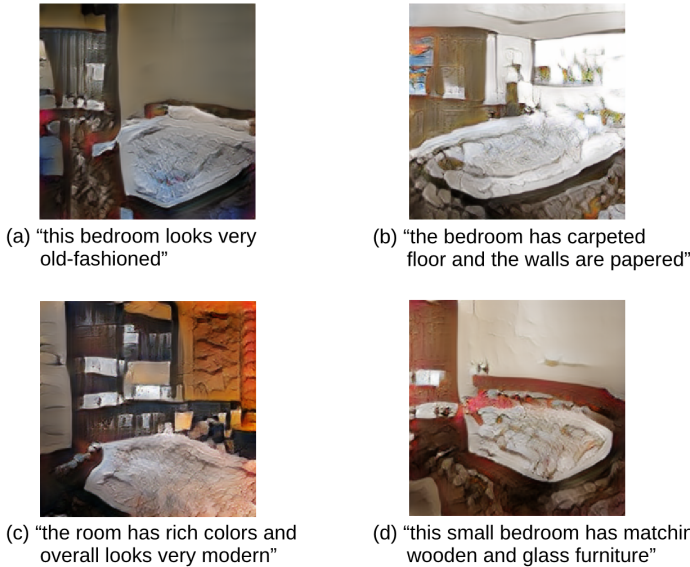 (a) “this bedroom looks very
old-fashioned”
(b) “the bedroom has carpeted
floor and the walls are papered”
(c) “the room has rich colors and
overall looks very modern”
(d) “this small bedroom has matchin
wooden and glass furniture”